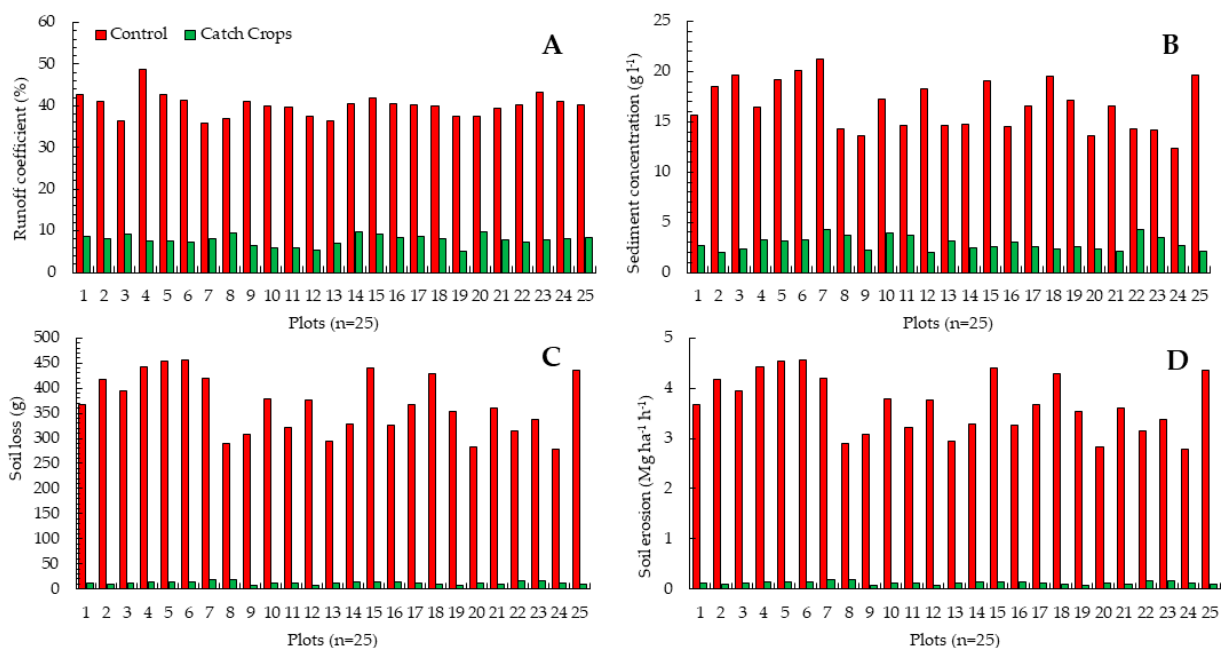 Control Catch Crops
A
Runoff coefficient (%)
60
50
40
30
20
10
0
1 2 3 4 5 6 7 8 9 10 11 12 13 14 15 16 17 18 19 20 21 22 23 24 25
Plots (n=25)
B
Sediment concentration (g l⁻¹)
25
20
15
10
5
0
1 2 3 4 5 6 7 8 9 10 11 12 13 14 15 16 17 18 19 20 21 22 23 24 25
Plots (n=25)
C
Soil loss (g)
500
450
400
350
300
250
200
150
100
50
0
1 2 3 4 5 6 7 8 9 10 11 12 13 14 15 16 17 18 19 20 21 22 23 24 25
Plots (n=25)
D
Soil erosion (Mg ha⁻¹ h⁻¹)
5
4
3
2
1
0
1 2 3 4 5 6 7 8 9 10 11 12 13 14 15 16 17 18 19 20 21 22 23 24 25
Plots (n=25)